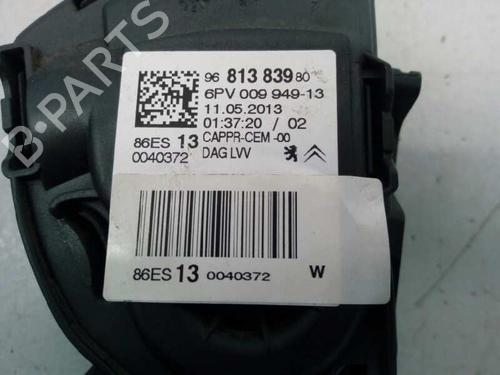 B-PARTS
96 813 839 80
6PV 009 949-13
11.05.2013
01:37:20 / 02
86ES 13 CAPPR-CEM-00
0040372 DAG LVV
86ES 13 0040372 W